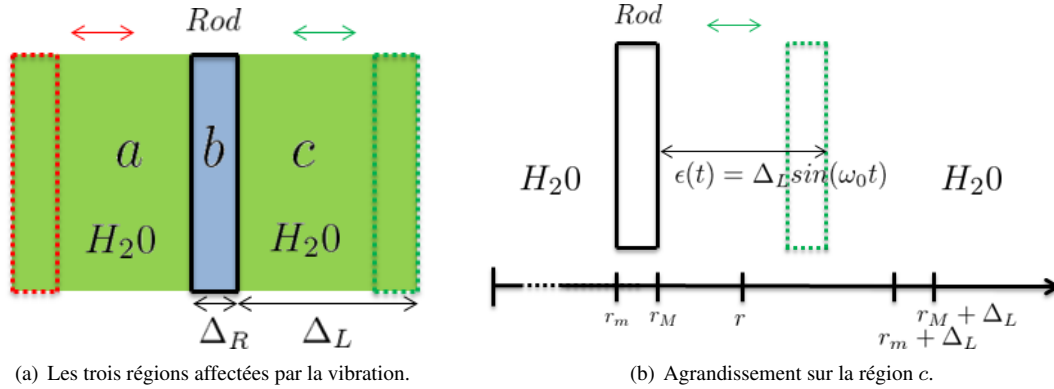 Rod
a
b
c
H₂0
H₂0
Δ_R
Δ_L
(a) Les trois régions affectées par la vibration.
Rod
H₂0
ϵ(t) = Δ_L sin(ω₀t)
H₂0
r_m
r_M
r
r_m + Δ_L
r_M + Δ_L
(b) Agrandissement sur la région c.